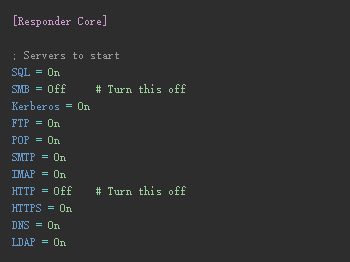 [Responder Core]
; Servers to start
SQL = On
SMB = Off # Turn this off
Kerberos = On
FTP = On
POP = On
SMTP = On
IMAP = On
HTTP = Off # Turn this off
HTTPS = On
DNS = On
LDAP = On